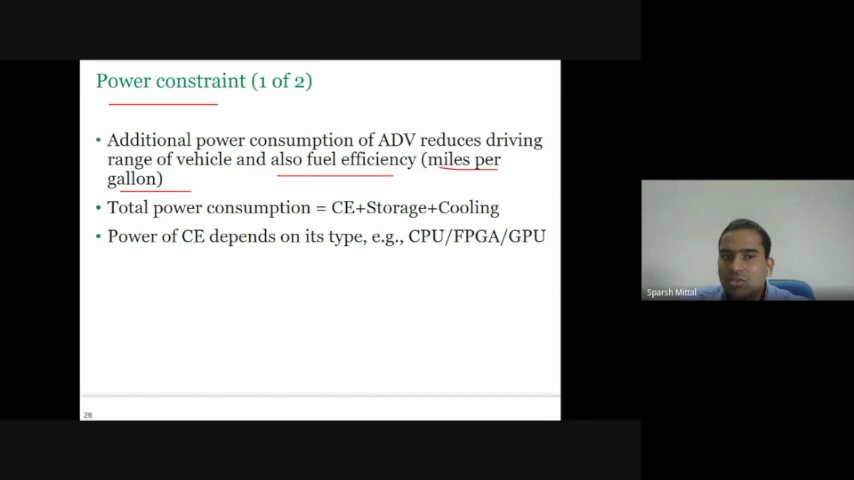 Power constraint (1 of 2)
• Additional power consumption of ADV reduces driving
range of vehicle and also fuel efficiency (miles per
gallon)
• Total power consumption = CE+Storage+Cooling
• Power of CE depends on its type, e.g., CPU/FPGA/GPU
Sparsh Mittal
26